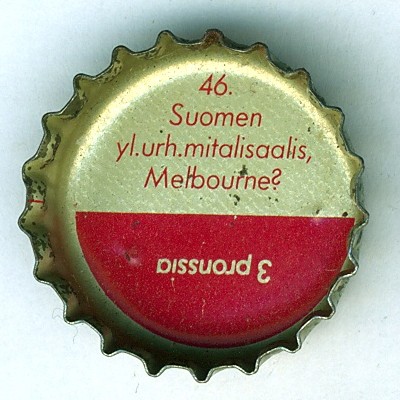 46.
Suomen
yl.urh.mitalisaalis,
Melbourne?
3 pronssia